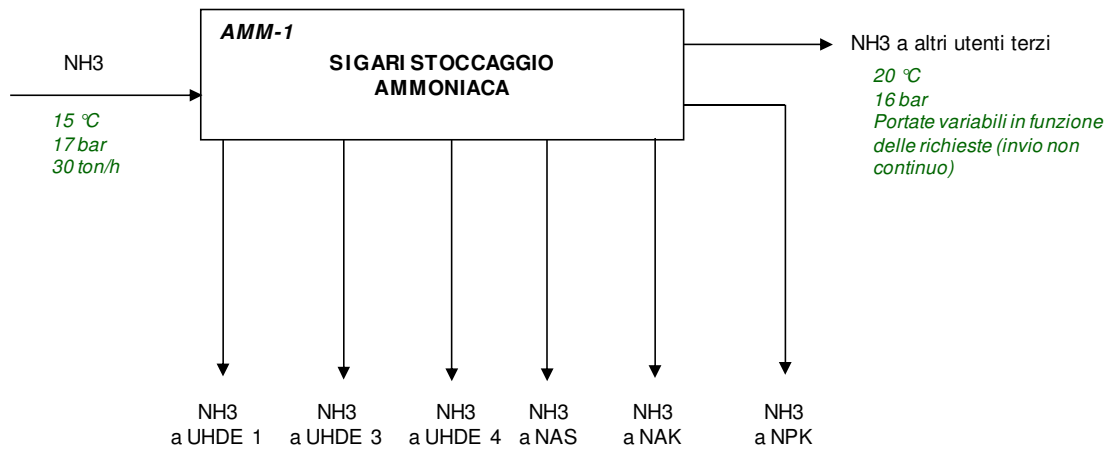 AMM-1
SIGARI STOCCAGGIO
AMMONIACA
NH3
15 °C
17 bar
30 ton/h
NH3 a altri utenti terzi
20 °C
16 bar
Portate variabili in funzione
delle richieste (invio non
continuo)
NH3
a UHDE 1
NH3
a UHDE 3
NH3
a UHDE 4
NH3
a NAS
NH3
a NAK
NH3
a NPK